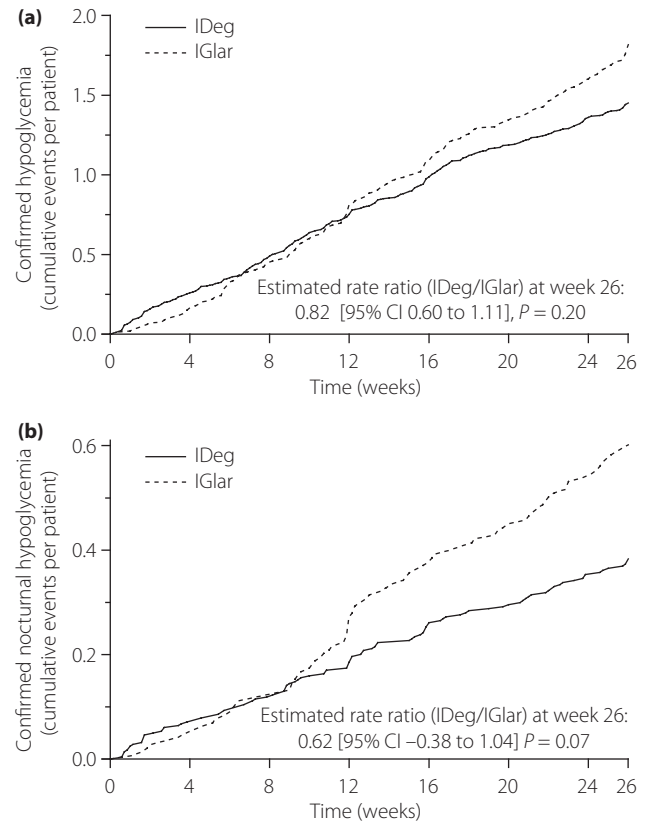 (a)
2.0
1.5
1.0
0.5
0.0
Confirmed hypoglycemia
(cumulative events per patient)
IDeg
IGlar
Estimated rate ratio (IDeg/IGlar) at week 26:
0.82 [95% CI 0.60 to 1.11], P = 0.20
0 4 8 12 16 20 24 26
Time (weeks)
(b)
0.6
0.4
0.2
0.0
Confirmed nocturnal hypoglycemia
(cumulative events per patient)
IDeg
IGlar
Estimated rate ratio (IDeg/IGlar) at week 26:
0.62 [95% CI –0.38 to 1.04] P = 0.07
0 4 8 12 16 20 24 26
Time (weeks)